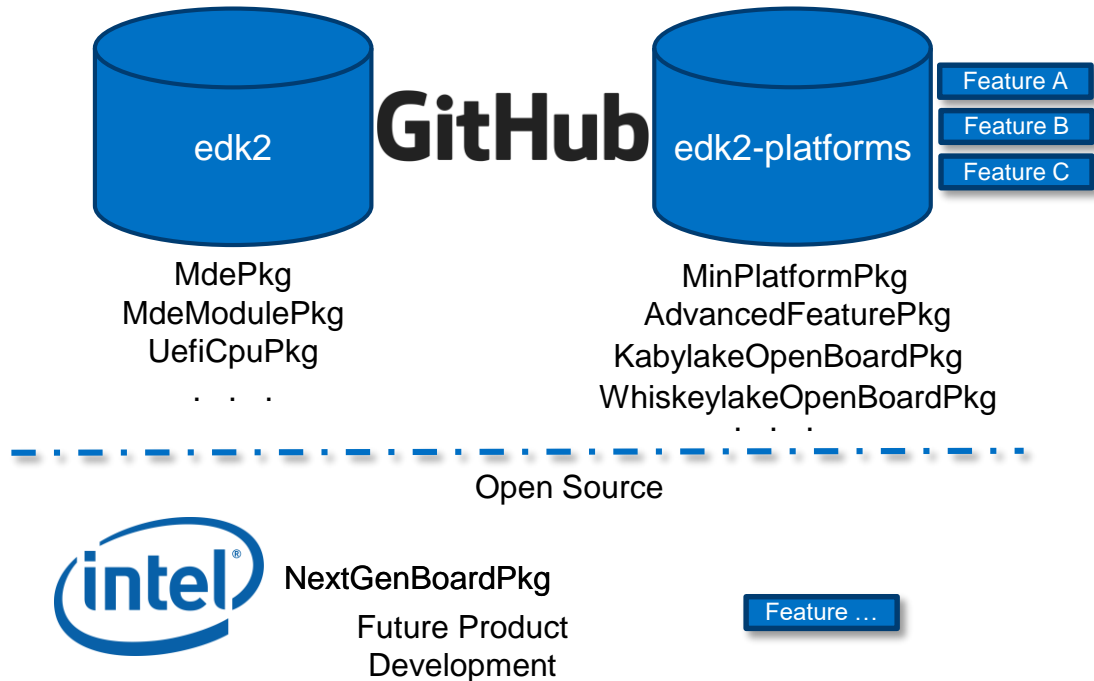 edk2
GitHub
edk2-platforms
Feature A
Feature B
Feature C
MdePkg
MdeModulePkg
UefiCpuPkg
. . .
MinPlatformPkg
AdvancedFeaturePkg
KabylakeOpenBoardPkg
WhiskeylakeOpenBoardPkg
. . .
Open Source
intel®
NextGenBoardPkg
Future Product
Development
Feature …